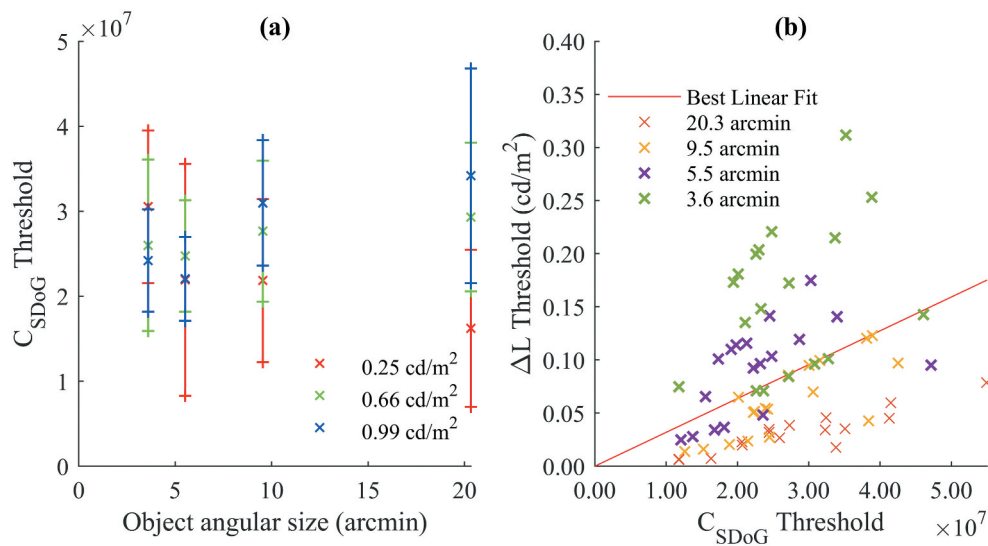 (a)
×10⁷
5
4
3
2
1
0
0
5
10
15
20
C_SDoG Threshold
Object angular size (arcmin)
0.25 cd/m²
0.66 cd/m²
0.99 cd/m²
(b)
0.40
0.35
0.30
0.25
0.20
0.15
0.10
0.05
0.00
0.00
1.00
2.00
3.00
4.00
5.00
ΔL Threshold (cd/m²)
C_SDoG Threshold
×10⁷
Best Linear Fit
20.3 arcmin
9.5 arcmin
5.5 arcmin
3.6 arcmin